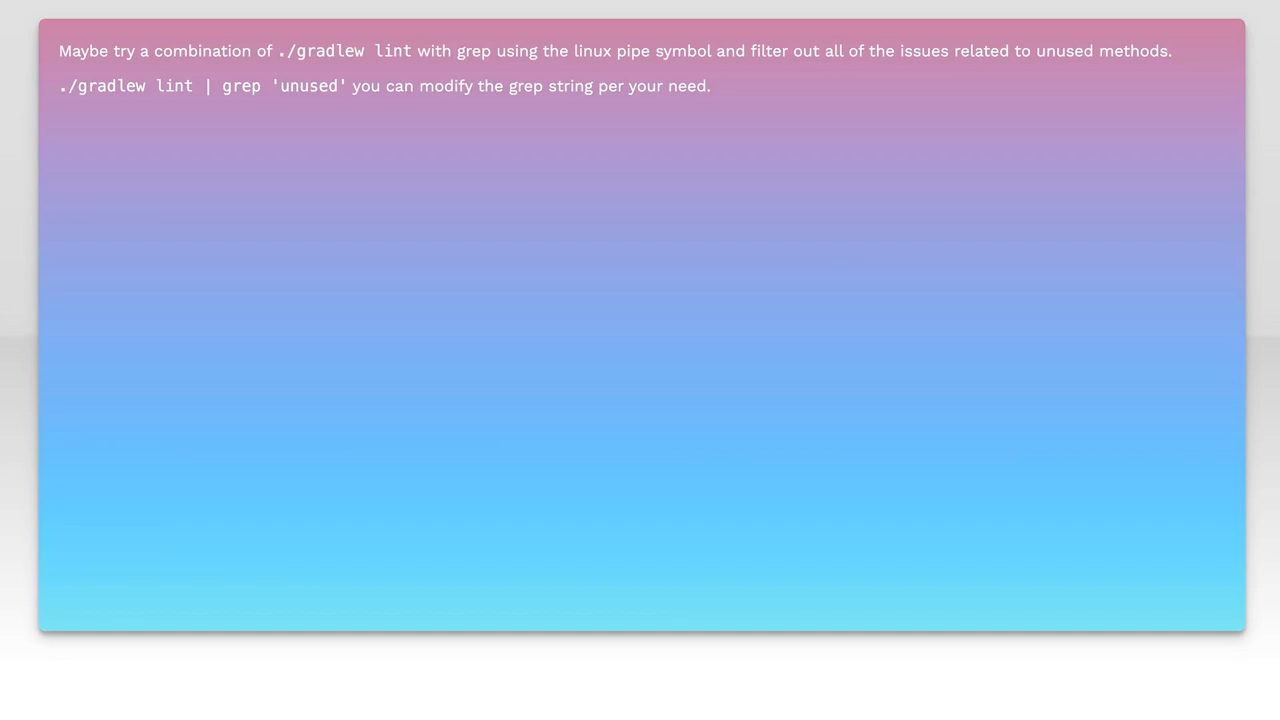 Maybe try a combination of ./gradlew lint with grep using the linux pipe symbol and filter out all of the issues related to unused methods.
./gradlew lint | grep 'unused' you can modify the grep string per your need.